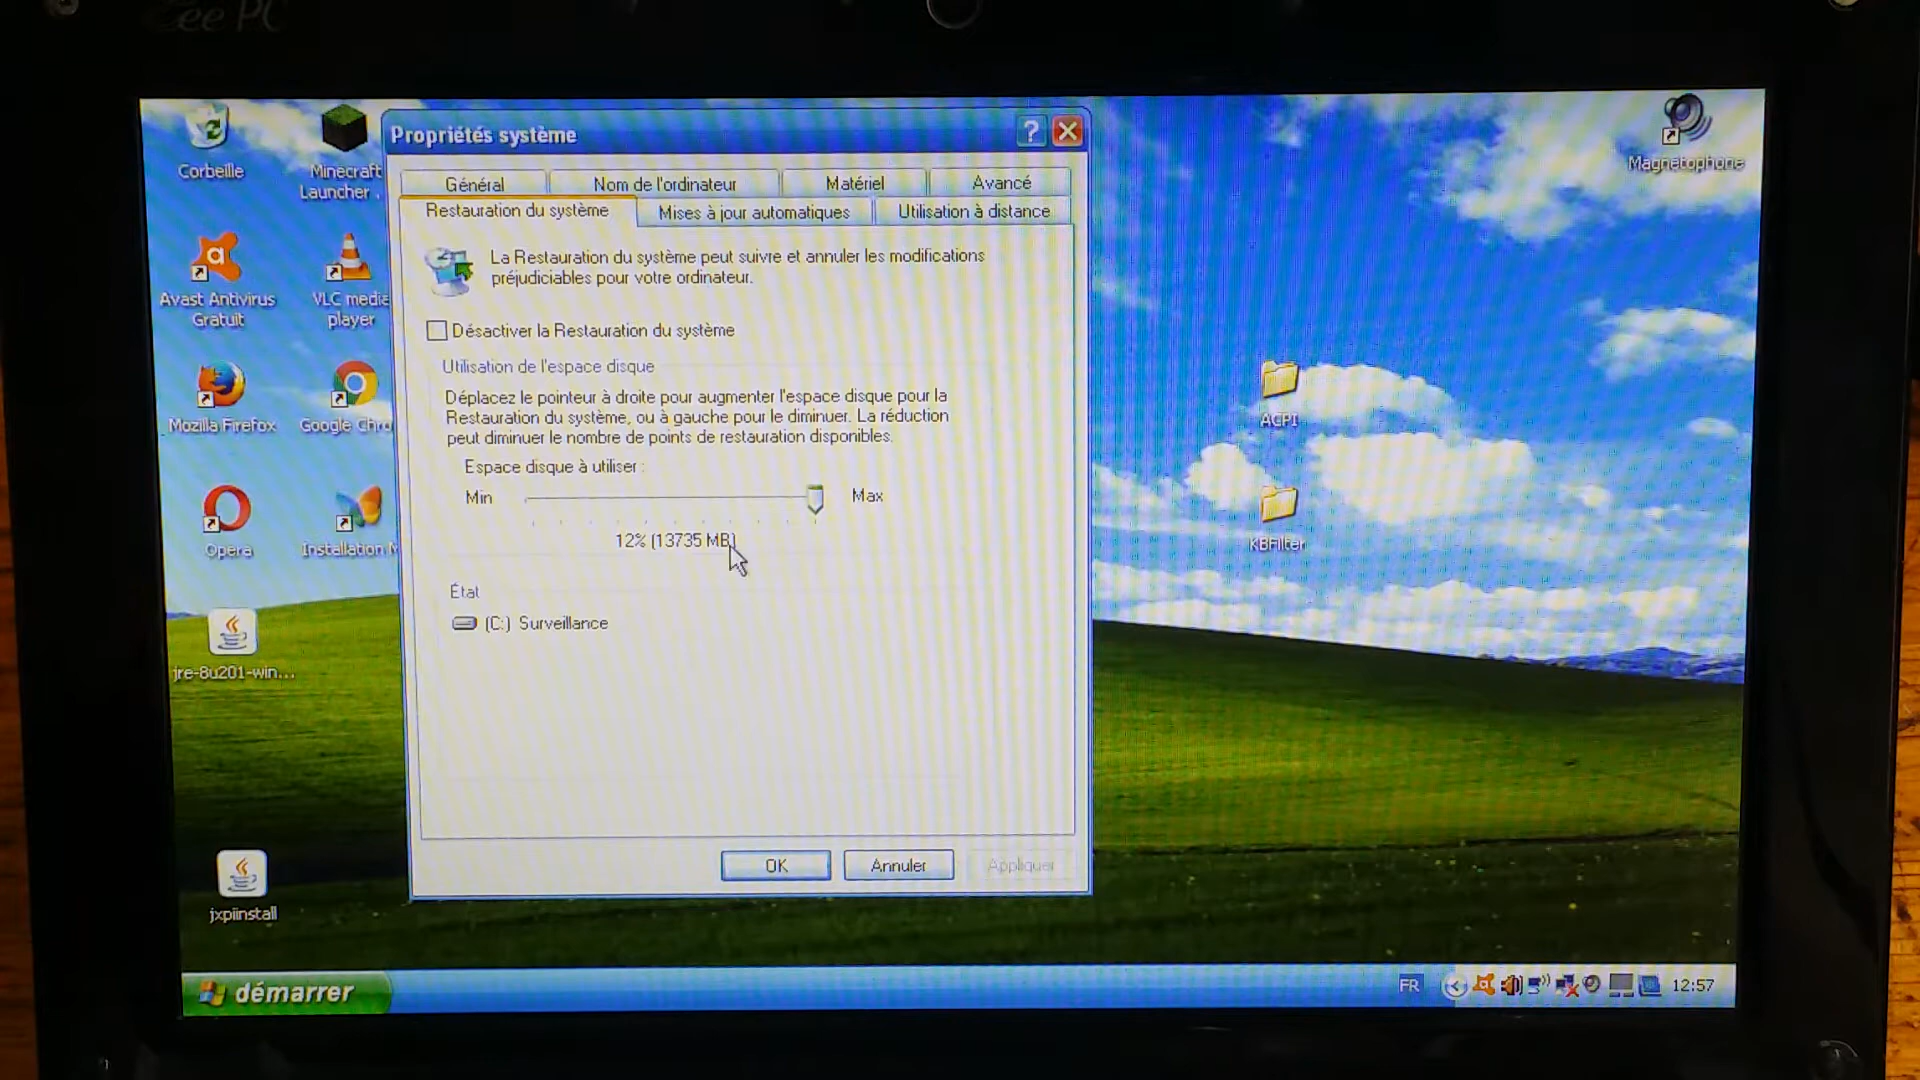 Eee PC
Corbeille
Minecraft
Launcher .
Avast Antivirus
Gratuit
VLC media
player
Mozilla Firefox
Google Chro
Opera
Installation
jre-8u201-win...
jxpiinstall
Propriétés système
?
Général
Nom de l'ordinateur
Matériel
Avancé
Restauration du système
Mises à jour automatiques
Utilisation à distance
La Restauration du système peut suivre et annuler les modifications
préjudiciables pour votre ordinateur.
Désactiver la Restauration du système
Utilisation de l'espace disque
Déplacez le pointeur à droite pour augmenter l'espace disque pour la
Restauration du système, ou à gauche pour le diminuer. La réduction
peut diminuer le nombre de points de restauration disponibles.
Espace disque à utiliser :
Min
Max
12% (13735 MB)
État
(C:) Surveillance
OK
Annuler
Appliquer
Magnétophone
ACPI
KBFilter
démarrer
FR
12:57